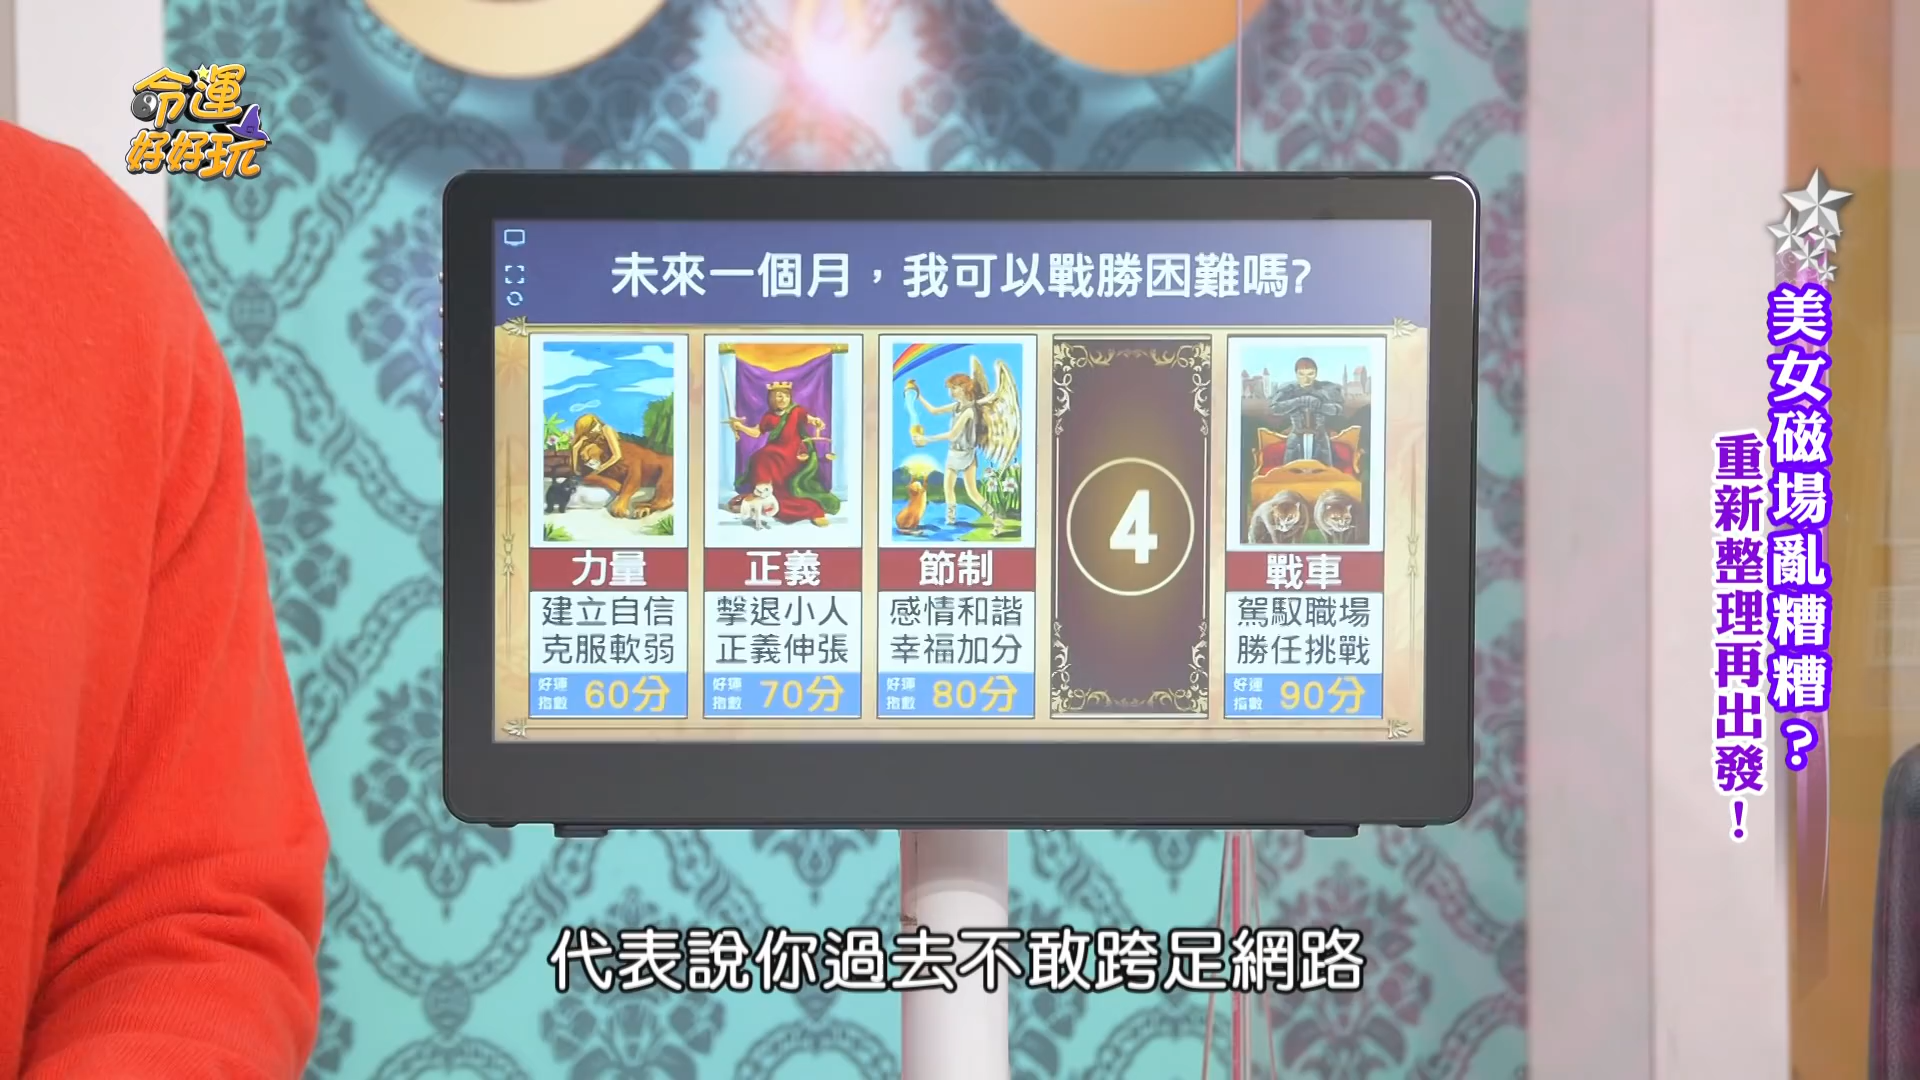 命運
好好玩
未來一個月，我可以戰勝困難嗎?
力量
建立自信
克服軟弱
好運指數 60分
正義
擊退小人
正義伸張
好運指數 70分
節制
感情和諧
幸福加分
好運指數 80分
4
戰車
駕馭職場
勝任挑戰
好運指數 90分
美女磁場亂糟糟？
重新整理再出發！
代表說你過去不敢跨足網路